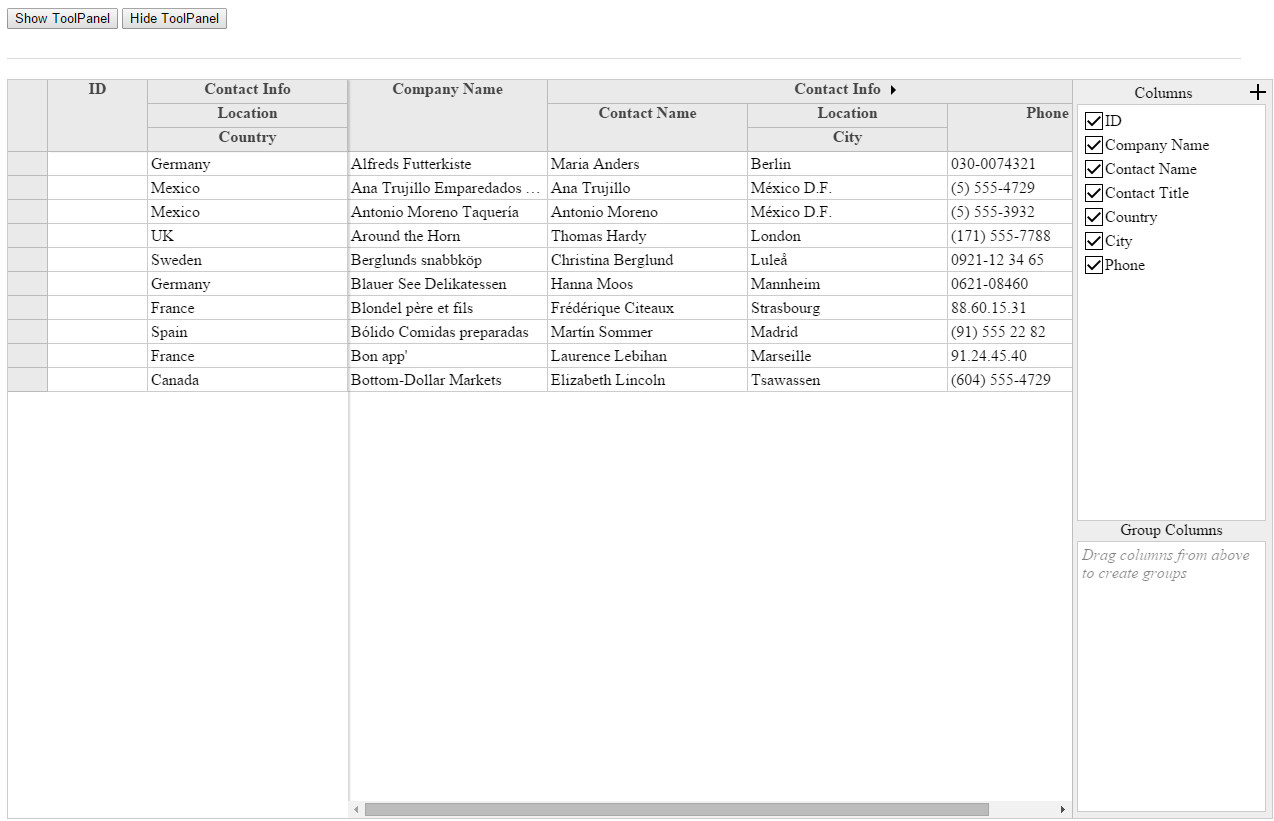 Show ToolPanel Hide ToolPanel
ID Contact Info Company Name Contact Info Columns
Location Contact Name Location Phone
Country City
ID
Company Name
Contact Name
Contact Title
Country
City
Phone
Germany Alfreds Futterkiste Maria Anders Berlin 030-0074321
Mexico Ana Trujillo Emparedados … Ana Trujillo México D.F. (5) 555-4729
Mexico Antonio Moreno Taquería Antonio Moreno México D.F. (5) 555-3932
UK Around the Horn Thomas Hardy London (171) 555-7788
Sweden Berglunds snabbköp Christina Berglund Luleå 0921-12 34 65
Germany Blauer See Delikatessen Hanna Moos Mannheim 0621-08460
France Blondel père et fils Frédérique Citeaux Strasbourg 88.60.15.31
Spain Bólido Comidas preparadas Martín Sommer Madrid (91) 555 22 82
France Bon app' Laurence Lebihan Marseille 91.24.45.40
Canada Bottom-Dollar Markets Elizabeth Lincoln Tsawassen (604) 555-4729
Group Columns
Drag columns from above
to create groups